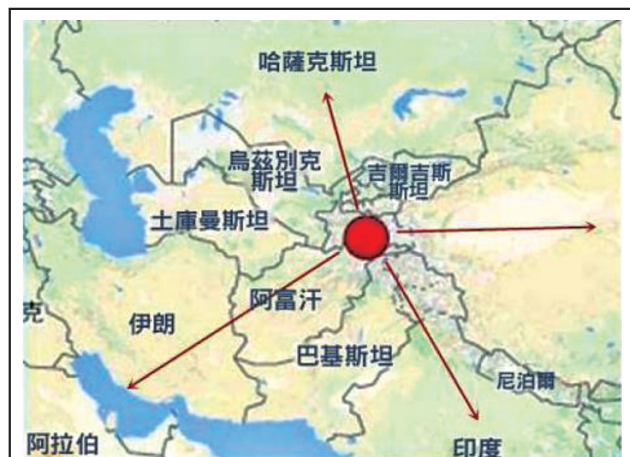 哈薩克斯坦
烏茲別克
斯坦
吉爾吉斯
斯坦
土庫曼斯坦
阿富汗
克
伊朗
巴基斯坦
尼泊爾
阿拉伯
印度